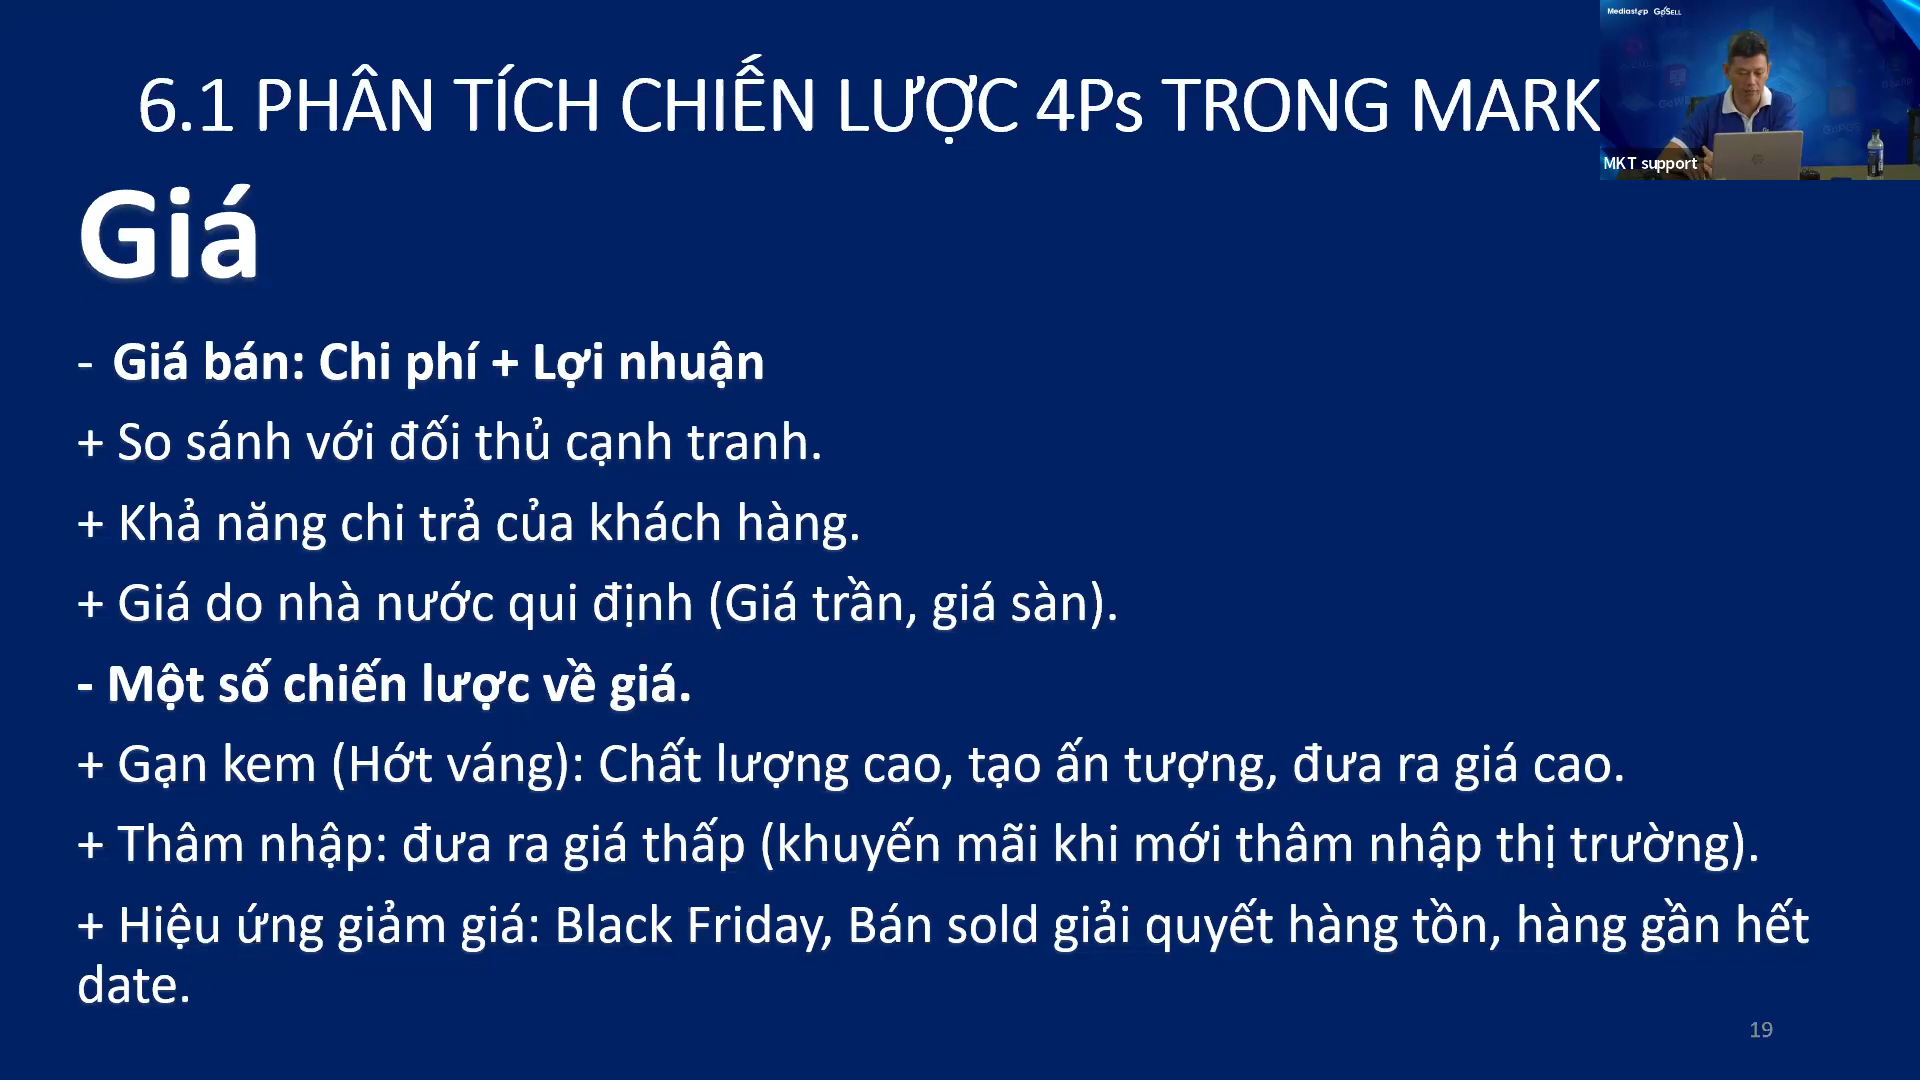 Mediastep GoSELL
6.1 PHÂN TÍCH CHIẾN LƯỢC 4Ps TRONG MARK
MKT support
Giá
- Giá bán: Chi phí + Lợi nhuận
+ So sánh với đối thủ cạnh tranh.
+ Khả năng chi trả của khách hàng.
+ Giá do nhà nước qui định (Giá trần, giá sàn).
- Một số chiến lược về giá.
+ Gạn kem (Hớt váng): Chất lượng cao, tạo ấn tượng, đưa ra giá cao.
+ Thâm nhập: đưa ra giá thấp (khuyến mãi khi mới thâm nhập thị trường).
+ Hiệu ứng giảm giá: Black Friday, Bán sold giải quyết hàng tồn, hàng gần hết
date.
19